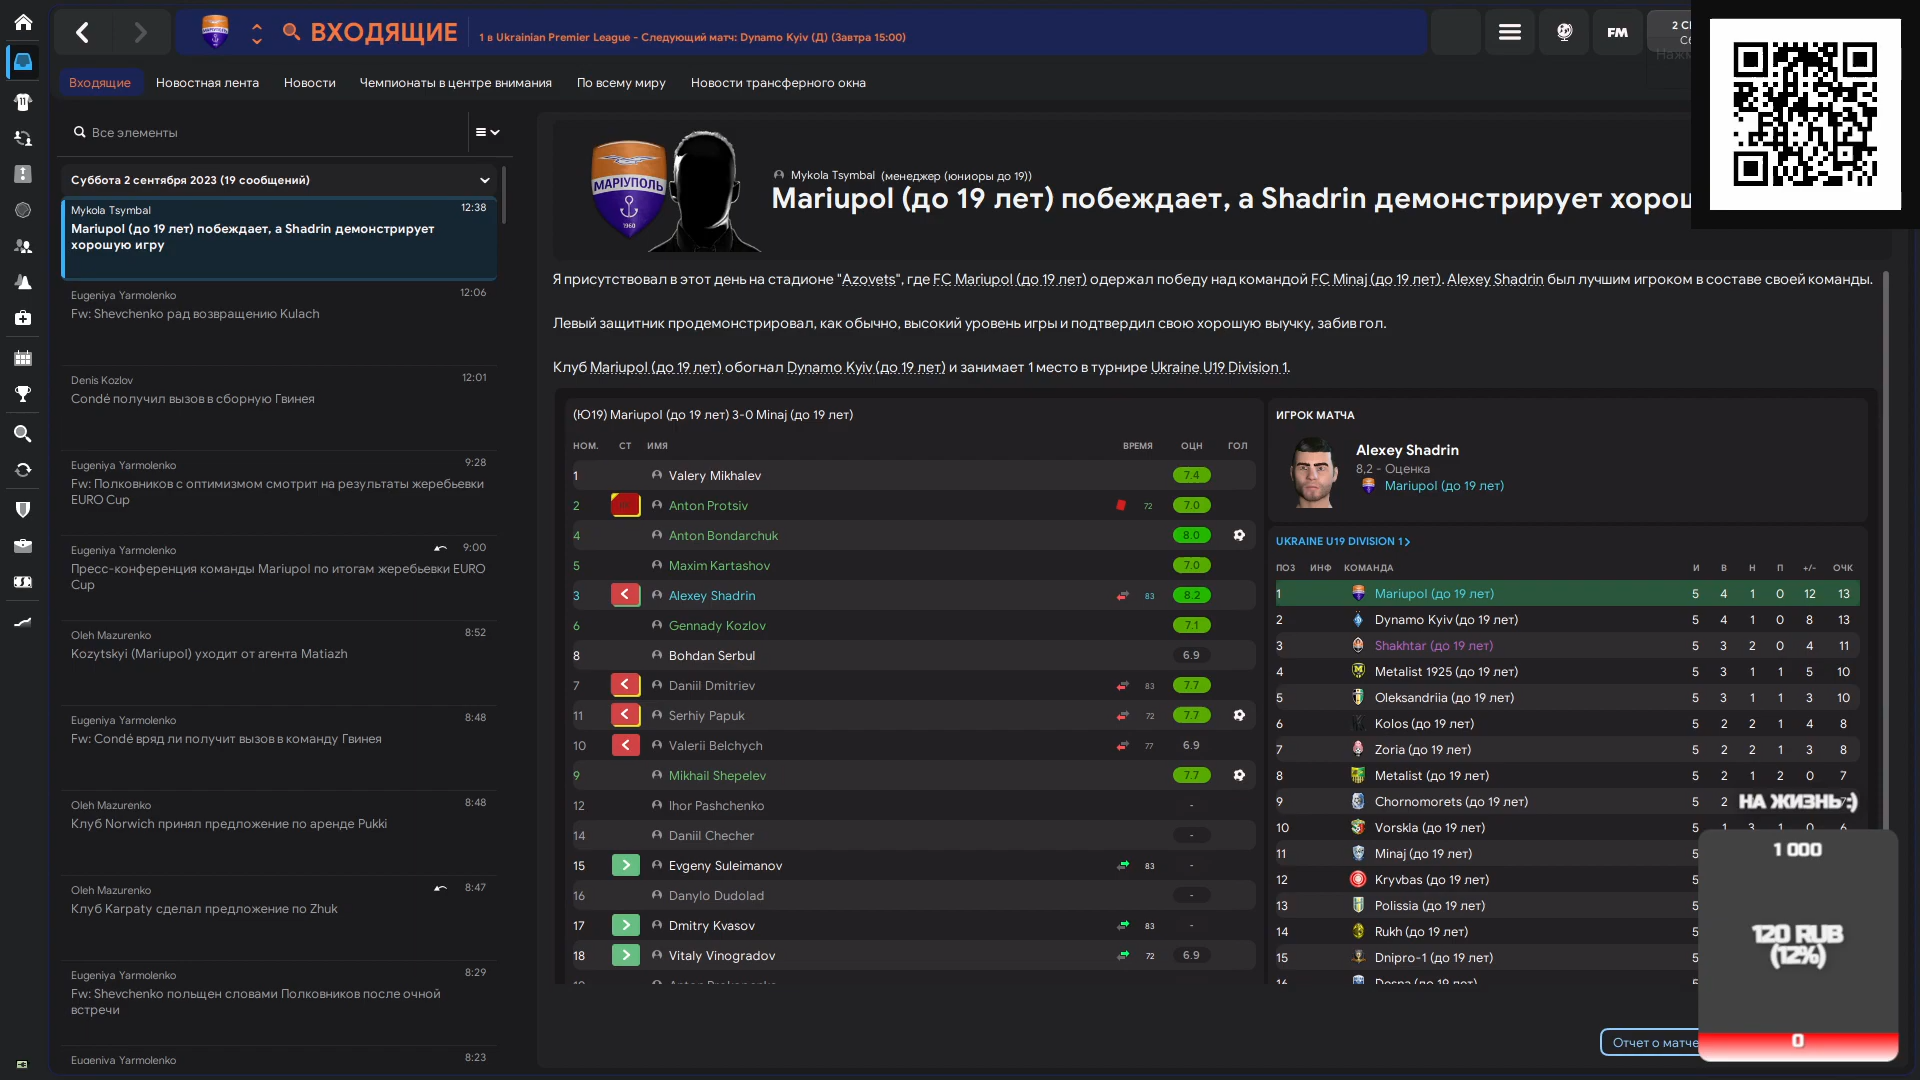 ВХОДЯЩИЕ
1 в Ukrainian Premier League - Следующий матч: Dynamo Kyiv (Д) (Завтра 15:00)
FM
Входящие
Новостная лента
Новости
Чемпионаты в центре внимания
По всему миру
Новости трансферного окна
Все элементы
Суббота 2 сентября 2023 (19 сообщений)
Mykola Tsymbal 12:38
Mariupol (до 19 лет) побеждает, а Shadrin демонстрирует
хорошую игру
Eugeniya Yarmolenko 12:06
Fw: Shevchenko рад возвращению Kulach
Denis Kozlov 12:01
Condé получил вызов в сборную Гвинея
Eugeniya Yarmolenko 9:28
Fw: Полковников с оптимизмом смотрит на результаты жеребьевки
EURO Cup
Eugeniya Yarmolenko 9:00
Пресс-конференция команды Mariupol по итогам жеребьевки EURO
Cup
Oleh Mazurenko 8:52
Kozytskyi (Mariupol) уходит от агента Matiazh
Eugeniya Yarmolenko 8:48
Fw: Condé вряд ли получит вызов в команду Гвинея
Oleh Mazurenko 8:48
Клуб Norwich принял предложение по аренде Pukki
Oleh Mazurenko 8:47
Клуб Karpaty сделал предложение по Zhuk
Eugeniya Yarmolenko 8:29
Fw: Shevchenko польщен словами Полковников после очной
встречи
Eugeniya Yarmolenko 8:23
МАРІУПОЛЬ
1960
Mykola Tsymbal (менеджер (юниоры до 19))
Mariupol (до 19 лет) побеждает, а Shadrin демонстрирует
Я присутствовал в этот день на стадионе "Azovets", где FC Mariupol (до 19 лет) одержал победу над командой FC Minaj (до 19 лет). Alexey Shadrin был лучшим игроком в составе своей команды.
Левый защитник продемонстрировал, как обычно, высокий уровень игры и подтвердил свою хорошую выучку, забив гол.
Клуб Mariupol (до 19 лет) обогнал Dynamo Kyiv (до 19 лет) и занимает 1 место в турнире Ukraine U19 Division 1.
(Ю19) Mariupol (до 19 лет) 3-0 Minaj (до 19 лет)
НОМ. СТ ИМЯ ВРЕМЯ ОЦН ГОЛ
1 Valery Mikhalev 7.4
2 Anton Protsiv 72 7.0
4 Anton Bondarchuk 8.0
5 Maxim Kartashov 7.0
3 Alexey Shadrin 83 8.2
6 Gennady Kozlov 7.1
8 Bohdan Serbul 6.9
7 Daniil Dmitriev 83 7.7
11 Serhiy Papuk 72 7.7
10 Valerii Belchych 77 6.9
9 Mikhail Shepelev 7.7
12 Ihor Pashchenko -
14 Daniil Checher -
15 Evgeny Suleimanov 83 -
16 Danylo Dudolad -
17 Dmitry Kvasov 83 -
18 Vitaly Vinogradov 72 6.9
ИГРОК МАТЧА
Alexey Shadrin
8,2 - Оценка
Mariupol (до 19 лет)
UKRAINE U19 DIVISION 1
ПОЗ ИНФ КОМАНДА И В Н П +/- ОЧК
1 Mariupol (до 19 лет) 5 4 1 0 12 13
2 Dynamo Kyiv (до 19 лет) 5 4 1 0 8 13
3 Shakhtar (до 19 лет) 5 3 2 0 4 11
4 Metalist 1925 (до 19 лет) 5 3 1 1 5 10
5 Oleksandriia (до 19 лет) 5 3 1 1 3 10
6 Kolos (до 19 лет) 5 2 2 1 4 8
7 Zoria (до 19 лет) 5 2 2 1 3 8
8 Metalist (до 19 лет) 5 2 1 2 0 7
9 Chornomorets (до 19 лет) 5 2
10 Vorskla (до 19 лет) 5 1 3 1 0 6
11 Minaj (до 19 лет) 5
12 Kryvbas (до 19 лет) 5
13 Polissia (до 19 лет) 5
14 Rukh (до 19 лет) 5
15 Dnipro-1 (до 19 лет) 5
Отчет о матче
НА ЖИЗНЬ:)
1 000
120 RUB
(12%)
0